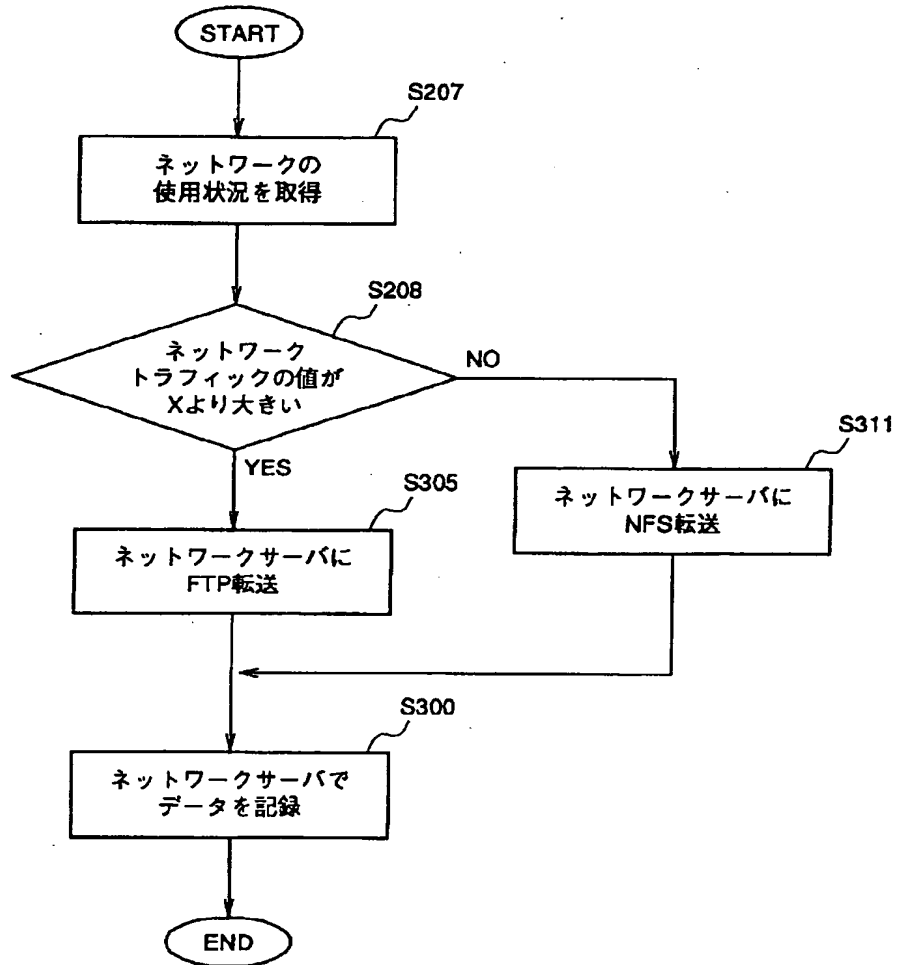 START
S207
ネットワークの
使用状況を取得
S208
ネットワーク
トラフィックの値が
Xより大きい
NO
YES
S311
ネットワークサーバに
NFS転送
S305
ネットワークサーバに
FTP転送
S300
ネットワークサーバで
データを記録
END